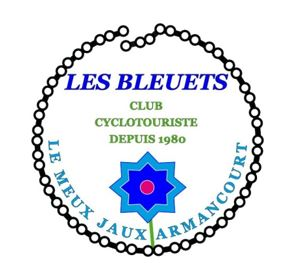 LES BLEUETS
CLUB
CYCLOTOURISTE
DEPUIS 1980
LE MEUX JAUX ARMANCOURT